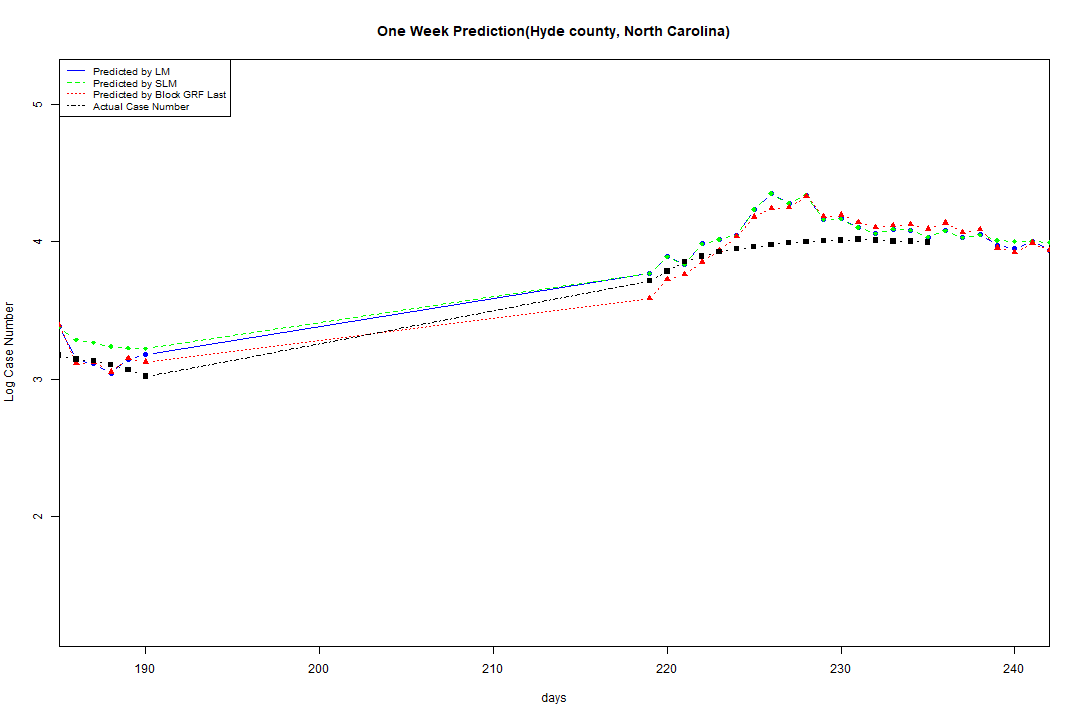 One Week Prediction(Hyde county, North Carolina)
Predicted by LM
Predicted by SLM
Predicted by Block GRF Last
Actual Case Number
5
4
3
2
Log Case Number
190
200
210
220
230
240
days